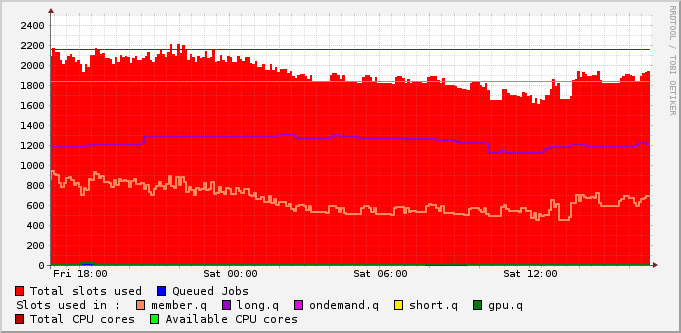 2400
2200
2000
1800
1600
1400
1200
1000
800
600
400
200
0
Fri 18:00 Sat 00:00 Sat 06:00 Sat 12:00
RRDTOOL / TOBI OETIKER
Total slots used Queued Jobs
Slots used in : member.q long.q ondemand.q short.q gpu.q
Total CPU cores Available CPU cores